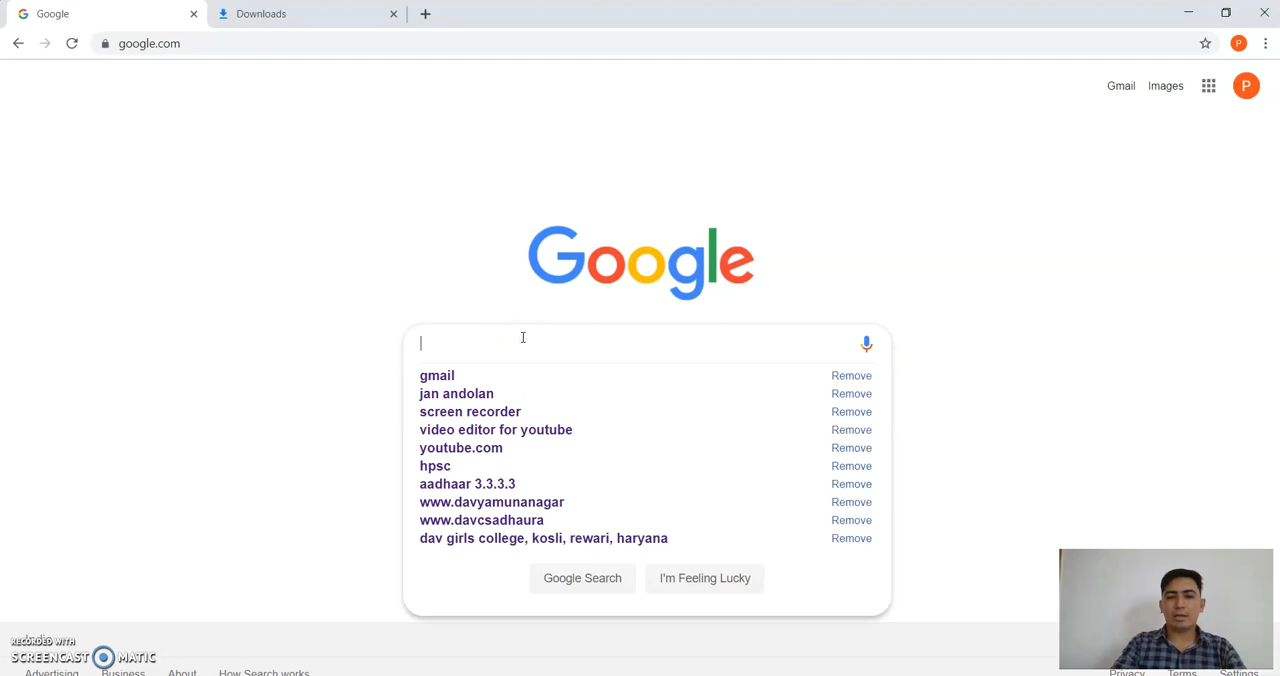 Google
Downloads
google.com
P
Gmail
Images
P
Google
gmail
Remove
jan andolan
Remove
screen recorder
Remove
video editor for youtube
Remove
youtube.com
Remove
hpsc
Remove
aadhaar 3.3.3.3
Remove
www.davyamunanagar
Remove
www.davcsadhaura
Remove
dav girls college, kosli, rewari, haryana
Remove
Google Search
I'm Feeling Lucky
India
RECORDED WITH
SCREENCAST MATIC
Advertising
Business
About
How Search works
Privacy
Terms
Settings